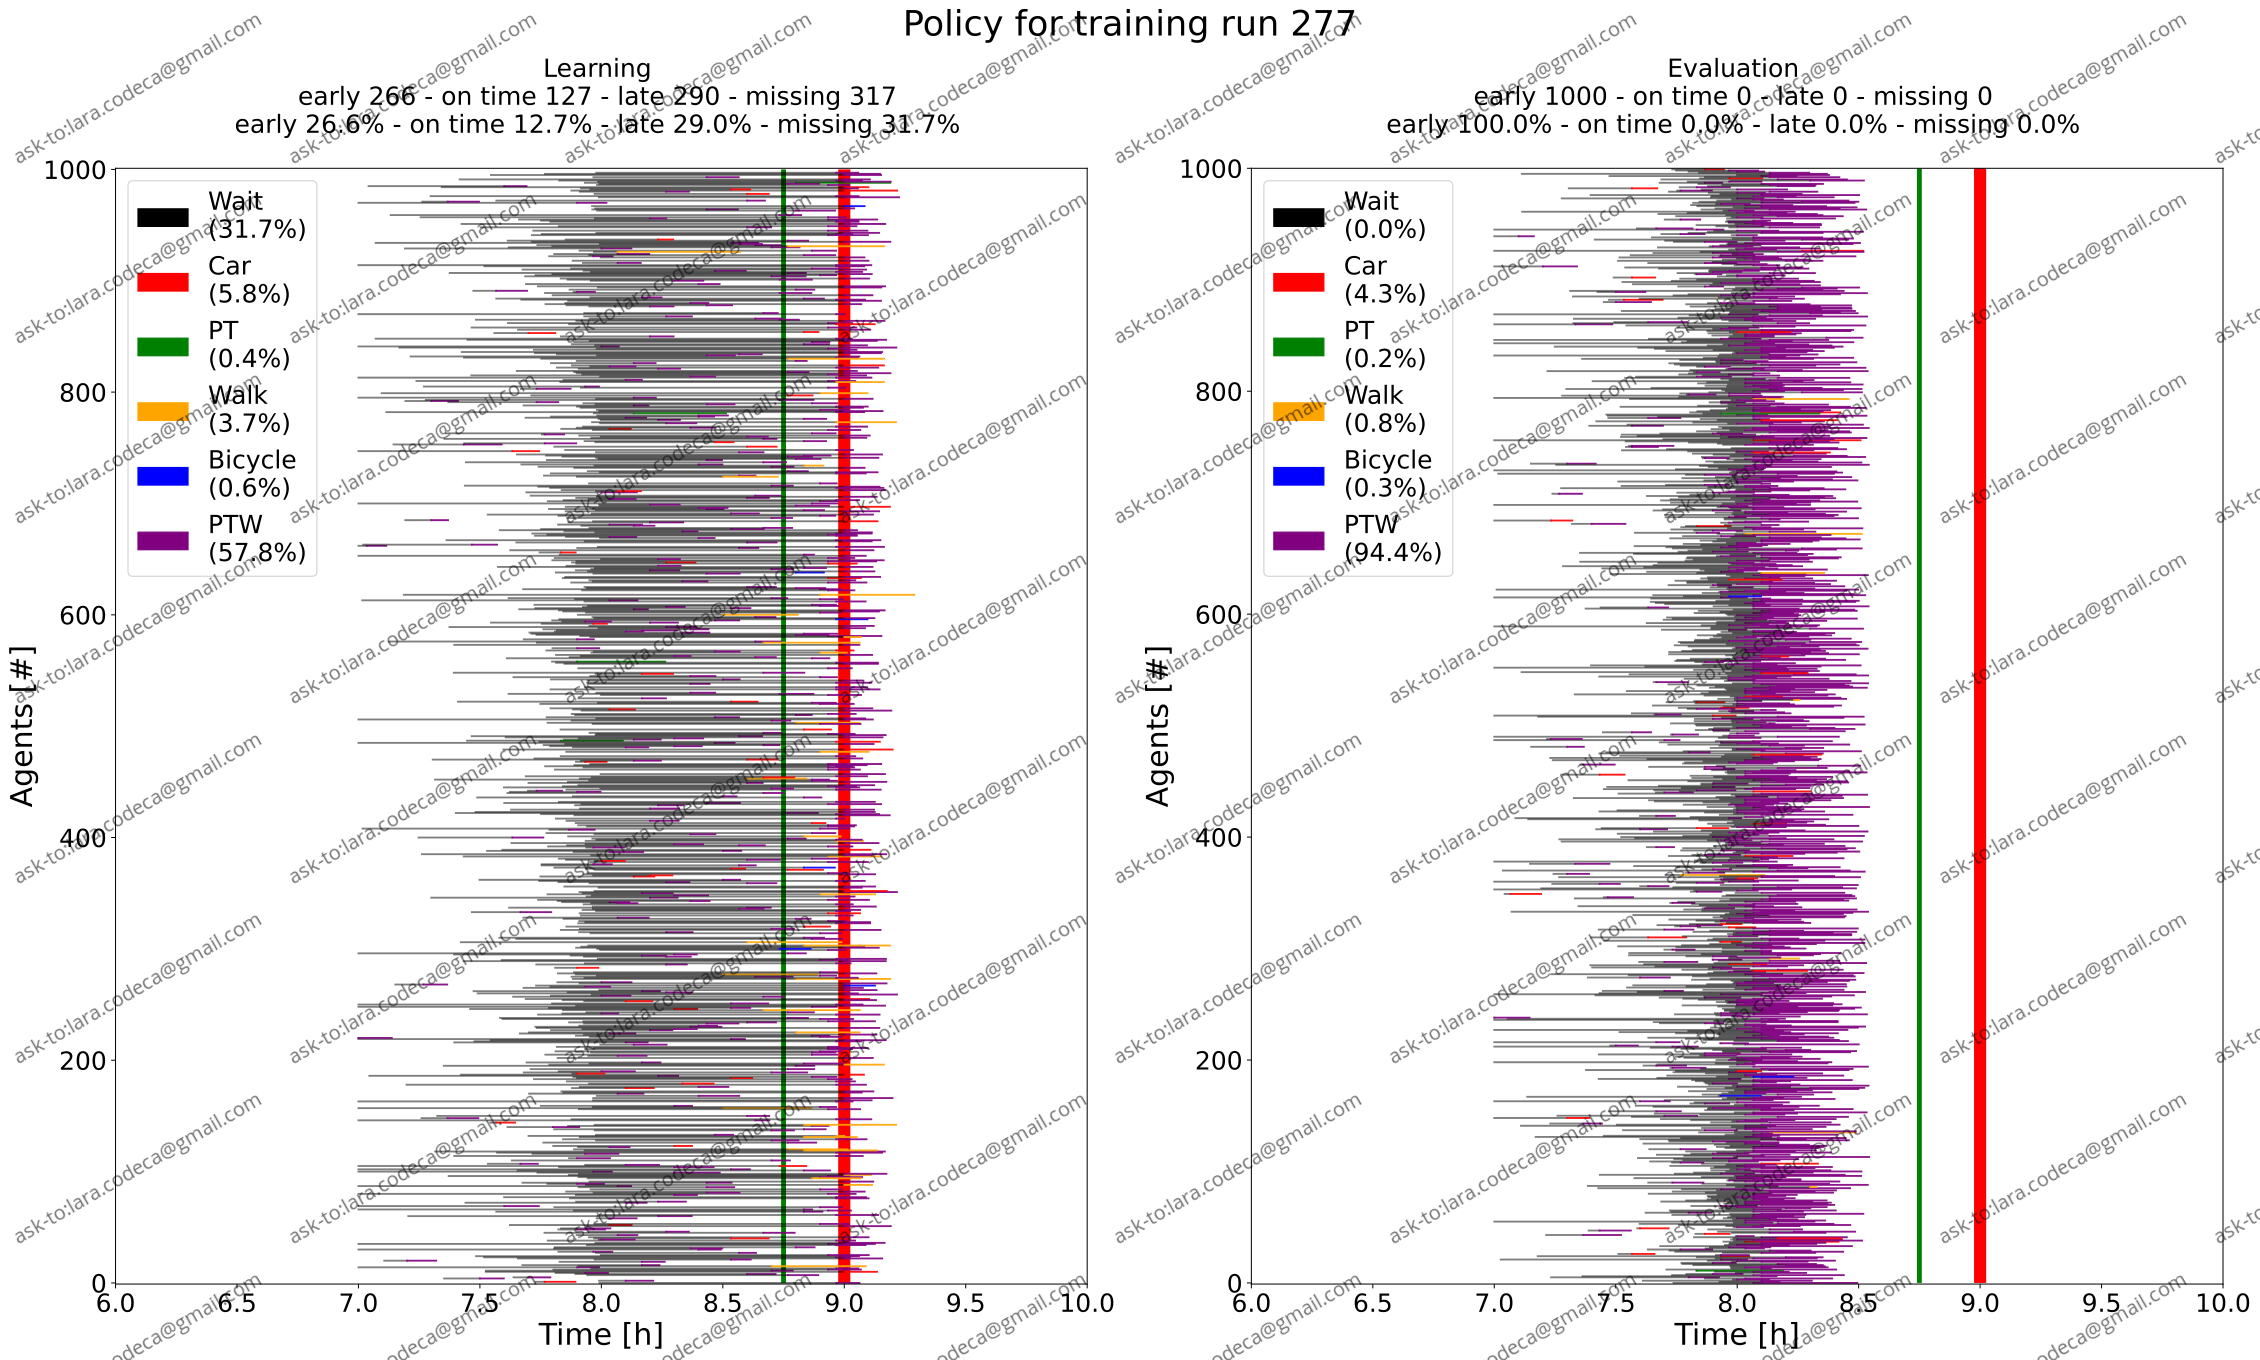 Policy for training run 277
Learning
early 266 - on time 127 - late 290 - missing 317
early 26.6% - on time 12.7% - late 29.0% - missing 31.7%
Agents [#]
1000
800
600
400
200
0
Wait
(31.7%)
Car
(5.8%)
PT
(0.4%)
Walk
(3.7%)
Bicycle
(0.6%)
PTW
(57.8%)
6.0 6.5 7.0 7.5 8.0 8.5 9.0 9.5 10.0
Time [h]
Evaluation
early 1000 - on time 0 - late 0 - missing 0
early 100.0% - on time 0.0% - late 0.0% - missing 0.0%
Agents [#]
1000
800
600
400
200
0
Wait
(0.0%)
Car
(4.3%)
PT
(0.2%)
Walk
(0.8%)
Bicycle
(0.3%)
PTW
(94.4%)
6.0 6.5 7.0 7.5 8.0 8.5 9.0 9.5 10.0
Time [h]
ask-to:lara.codeca@gmail.com